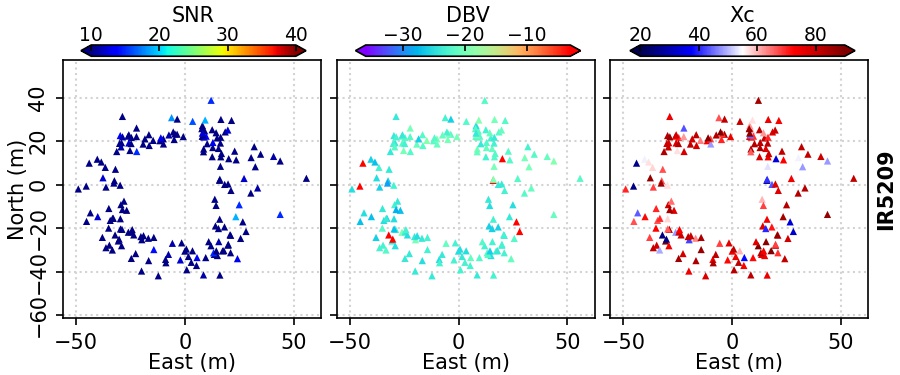 SNR DBV Xc
10 20 30 40 −30 −20 −10 20 40 60 80
North (m)
40
20
0
−20
−40
−60
IR5209
−50 0 50 −50 0 50 −50 0 50
East (m) East (m) East (m)